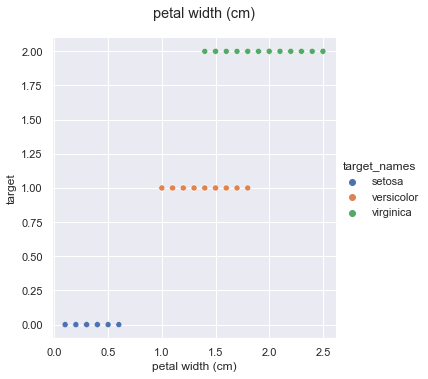 petal width (cm)
2.00
1.75
1.50
1.25
1.00
0.75
0.50
0.25
0.00
target
0.0
0.5
1.0
1.5
2.0
2.5
petal width (cm)
target_names
setosa
versicolor
virginica